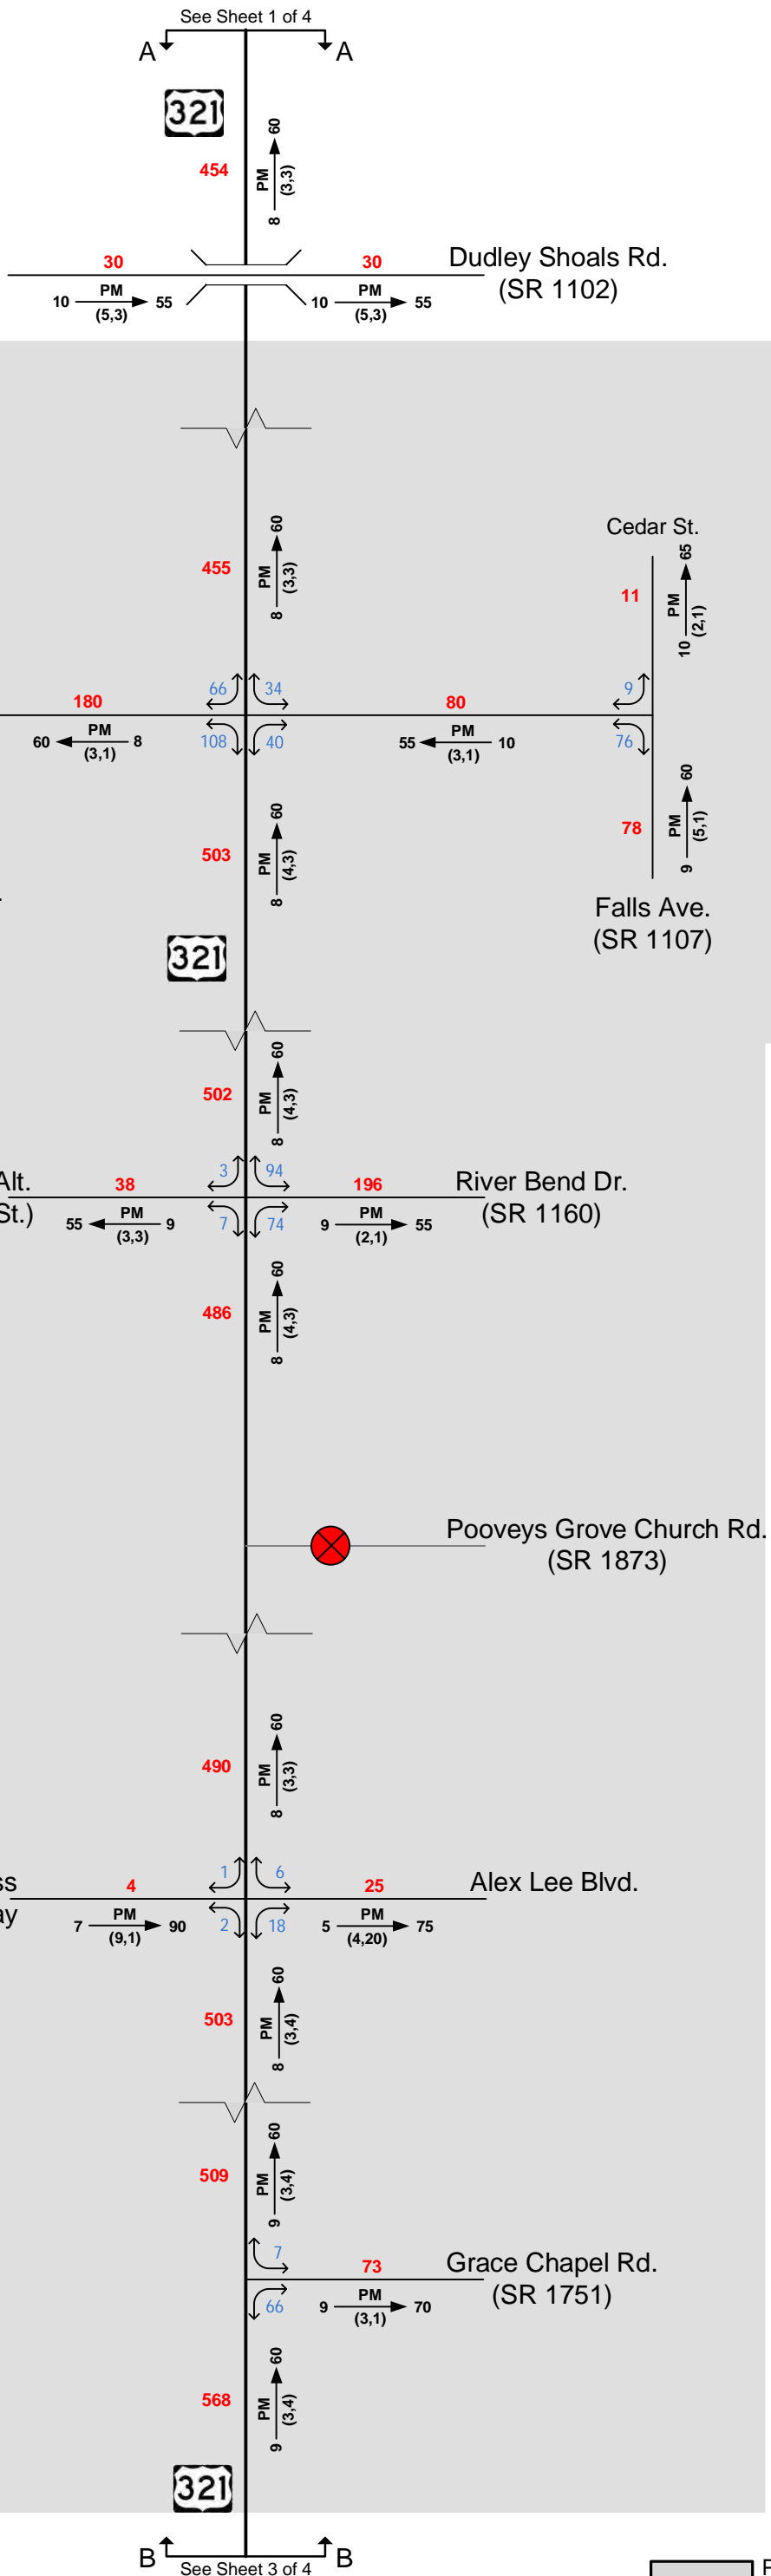 See Sheet 1 of 4
A A
321
454
8 PM (3,3) 60
30 30
Dudley Shoals Rd.
(SR 1102)
10 PM (5,3) 55
10 PM (5,3) 55
455
8 PM (3,3) 60
Cedar St.
11
10 PM (2,1) 65
66 34
180 80
9
108 40
76
60 PM (3,1) 8
55 PM (3,1) 10
503
8 PM (4,3) 60
78
9 PM (5,1) 60
Falls Ave.
(SR 1107)
321
502
8 PM (4,3) 60
3 94
Alt.
38 196
River Bend Dr.
(SR 1160)
St.)
7 74
55 PM (3,3) 9
9 PM (2,1) 55
486
8 PM (4,3) 60
Pooveys Grove Church Rd.
(SR 1873)
490
8 PM (3,3) 60
1 6
ss
4 25
Alex Lee Blvd.
ay
2 18
7 PM (9,1) 90
5 PM (4,20) 75
503
8 PM (3,4) 60
509
9 PM (3,4) 60
7
73
Grace Chapel Rd.
(SR 1751)
66
9 PM (3,1) 70
568
9 PM (3,4) 60
321
B B
See Sheet 3 of 4